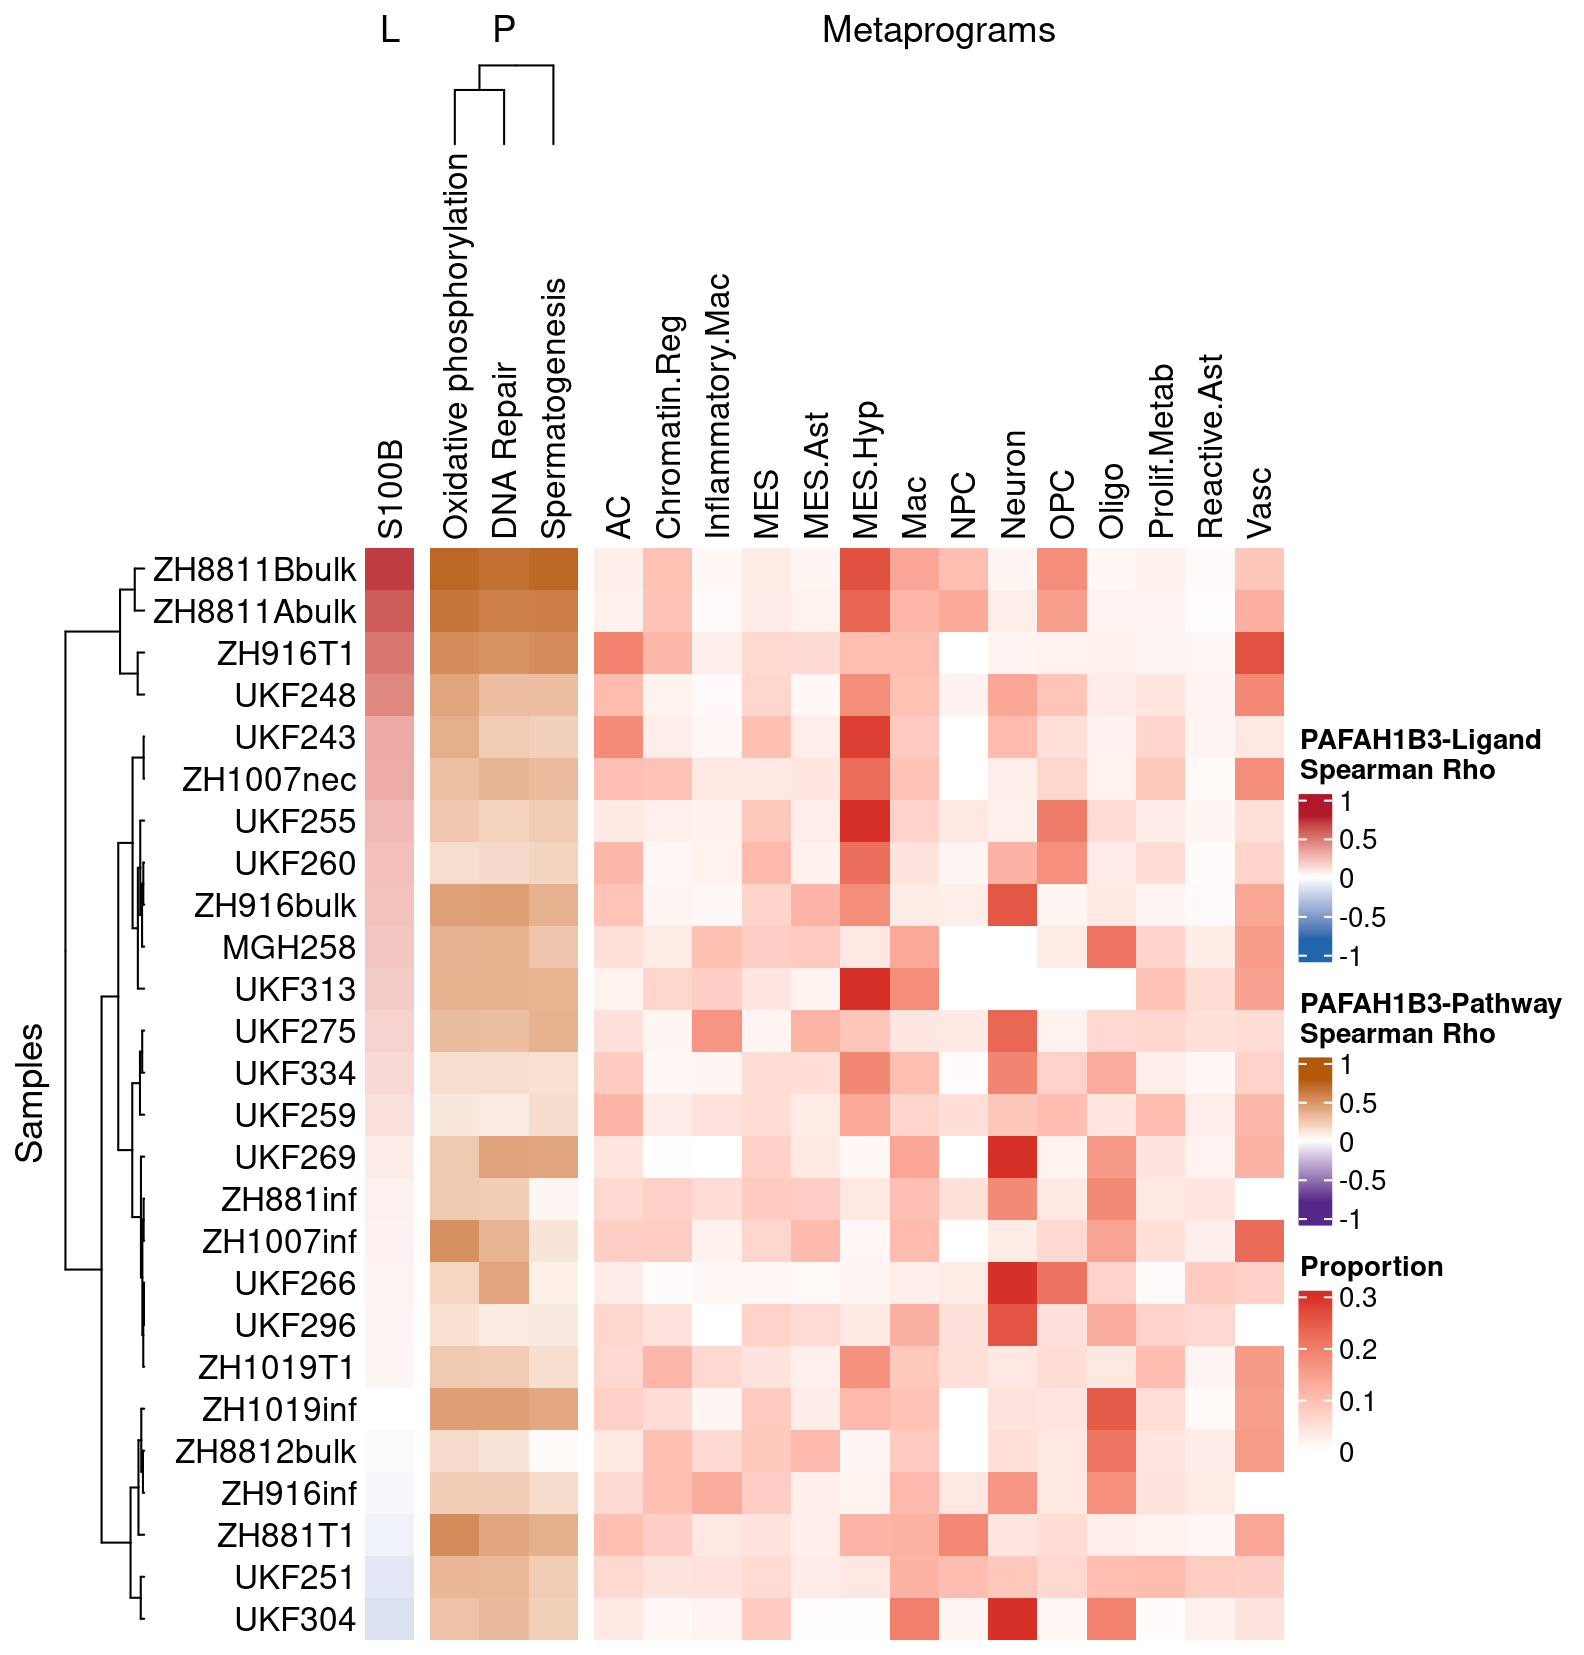 L P Metaprograms
S100B
Oxidative phosphorylation
DNA Repair
Spermatogenesis
AC
Chromatin.Reg
Inflammatory.Mac
MES
MES.Ast
MES.Hyp
Mac
NPC
Neuron
OPC
Oligo
Prolif.Metab
Reactive.Ast
Vasc
Samples
ZH8811Bbulk
ZH8811Abulk
ZH916T1
UKF248
UKF243
ZH1007nec
UKF255
UKF260
ZH916bulk
MGH258
UKF313
UKF275
UKF334
UKF259
UKF269
ZH881inf
ZH1007inf
UKF266
UKF296
ZH1019T1
ZH1019inf
ZH8812bulk
ZH916inf
ZH881T1
UKF251
UKF304
PAFAH1B3-Ligand
Spearman Rho
1
0.5
0
-0.5
-1
PAFAH1B3-Pathway
Spearman Rho
1
0.5
0
-0.5
-1
Proportion
0.3
0.2
0.1
0